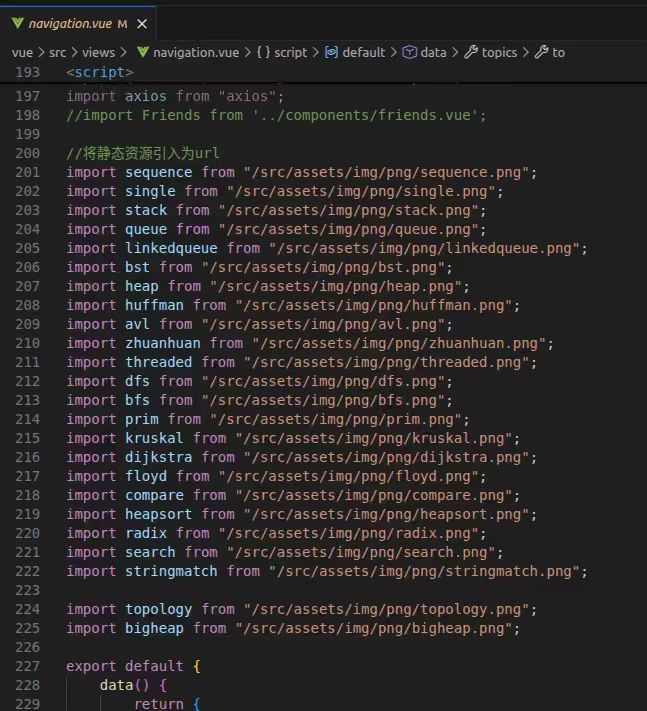 navigation.vue M
vue > src > views > navigation.vue > {} script > default > data > topics > to
193 <script>
197 import axios from "axios";
198 //import Friends from '../components/friends.vue';
199
200 //将静态资源引入为url
201 import sequence from "/src/assets/img/png/sequence.png";
202 import single from "/src/assets/img/png/single.png";
203 import stack from "/src/assets/img/png/stack.png";
204 import queue from "/src/assets/img/png/queue.png";
205 import linkedqueue from "/src/assets/img/png/linkedqueue.png";
206 import bst from "/src/assets/img/png/bst.png";
207 import heap from "/src/assets/img/png/heap.png";
208 import huffman from "/src/assets/img/png/huffman.png";
209 import avl from "/src/assets/img/png/avl.png";
210 import zhuanhuan from "/src/assets/img/png/zhuanhuan.png";
211 import threaded from "/src/assets/img/png/threaded.png";
212 import dfs from "/src/assets/img/png/dfs.png";
213 import bfs from "/src/assets/img/png/bfs.png";
214 import prim from "/src/assets/img/png/prim.png";
215 import kruskal from "/src/assets/img/png/kruskal.png";
216 import dijkstra from "/src/assets/img/png/dijkstra.png";
217 import floyd from "/src/assets/img/png/floyd.png";
218 import compare from "/src/assets/img/png/compare.png";
219 import heapsort from "/src/assets/img/png/heapsort.png";
220 import radix from "/src/assets/img/png/radix.png";
221 import search from "/src/assets/img/png/search.png";
222 import stringmatch from "/src/assets/img/png/stringmatch.png";
223
224 import topology from "/src/assets/img/png/topology.png";
225 import bigheap from "/src/assets/img/png/bigheap.png";
226
227 export default {
228 data() {
229 return {